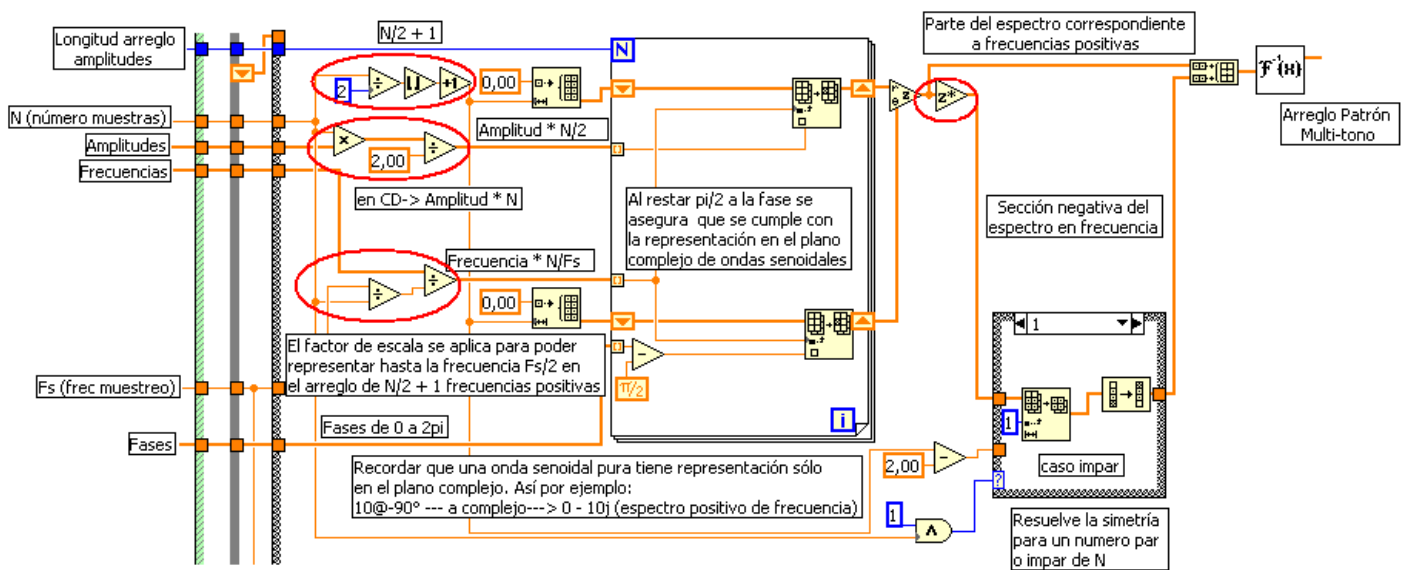 Longitud arreglo
amplitudes
N/2 + 1
N
Parte del espectro correspondiente
a frecuencias positivas
2
+1
0,00
r
θ
z
z*
F⁻¹{x}
Arreglo Patrón
Multi-tono
N (número muestras)
Amplitud * N/2
Amplitudes
2,00
Frecuencias
en CD-> Amplitud * N
Al restar pi/2 a la fase se
asegura que se cumple con
la representación en el plano
complejo de ondas senoidales
Sección negativa del
espectro en frecuencia
Frecuencia * N/Fs
0,00
El factor de escala se aplica para poder
representar hasta la frecuencia Fs/2 en
el arreglo de N/2 + 1 frecuencias positivas
π/2
1
Fs (frec muestreo)
i
1
caso impar
Fases de 0 a 2pi
Fases
Recordar que una onda senoidal pura tiene representación sólo
en el plano complejo. Así por ejemplo:
10@-90° --- a complejo---> 0 - 10j (espectro positivo de frecuencia)
2,00
?
1
Resuelve la simetría
para un numero par
o impar de N